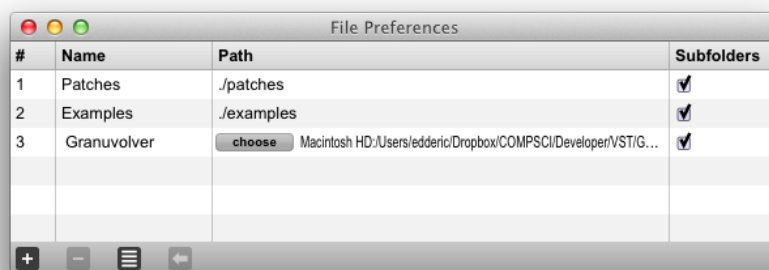 File Preferences
# Name Path Subfolders
1 Patches ./patches
2 Examples ./examples
3 Granuvolver choose Macintosh HD:/Users/edderic/Dropbox/COMPSCI/Developer/VST/G...